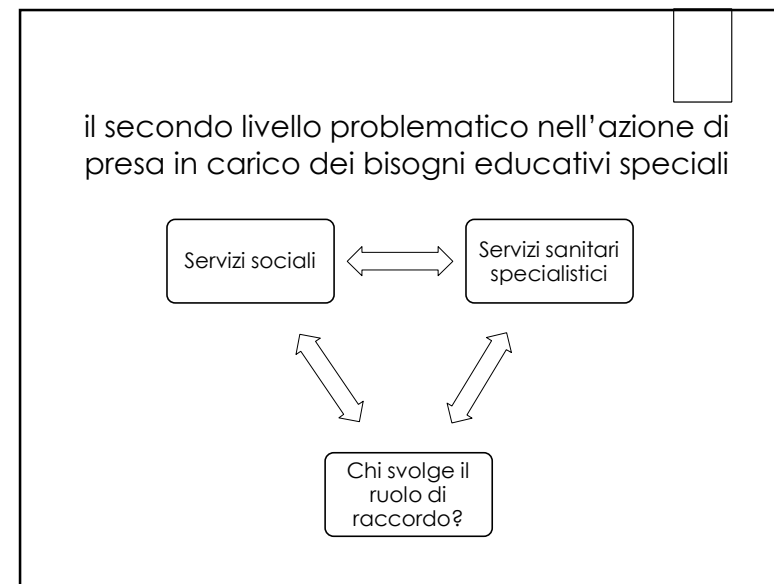 il secondo livello problematico nell’azione di
presa in carico dei bisogni educativi speciali
Servizi sociali
Servizi sanitari
specialistici
Chi svolge il
ruolo di
raccordo?